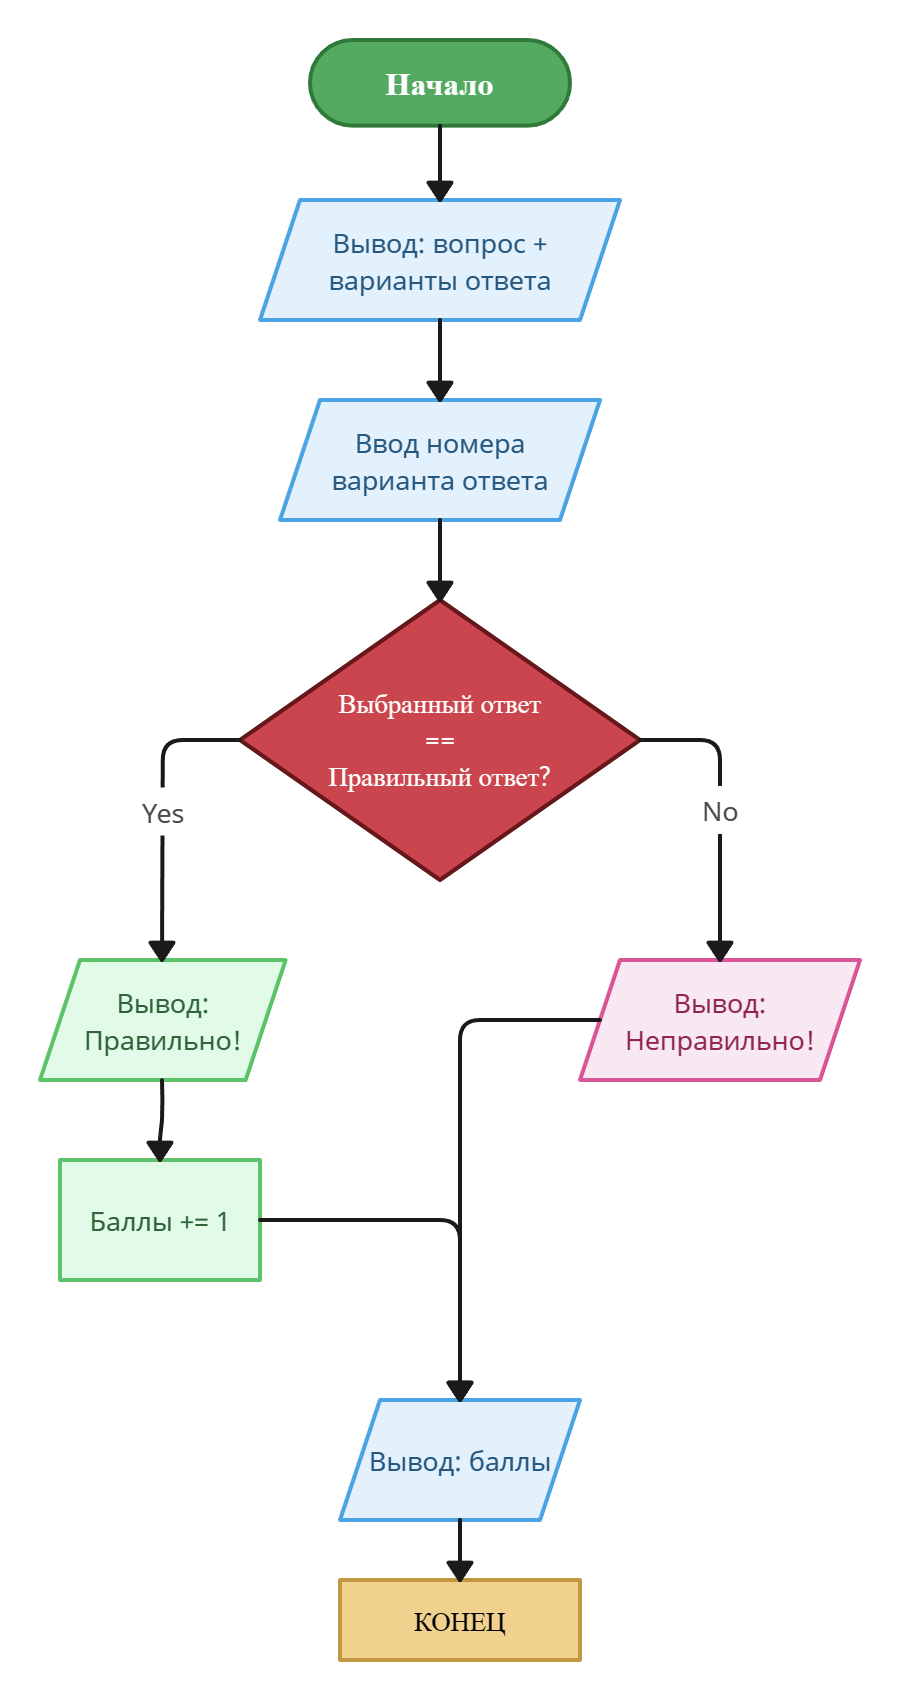 Начало
Вывод: вопрос +
варианты ответа
Ввод номера
варианта ответа
Выбранный ответ
==
Правильный ответ?
Yes
No
Вывод:
Правильно!
Вывод:
Неправильно!
Баллы += 1
Вывод: баллы
КОНЕЦ